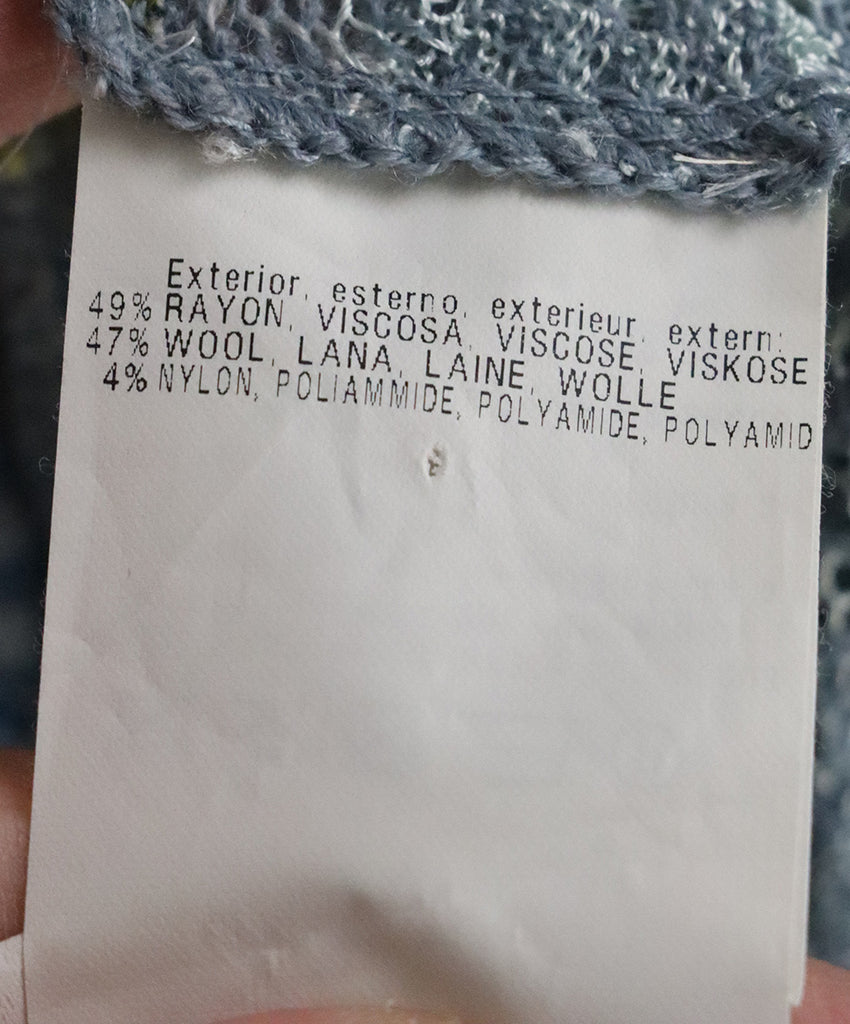 Exterior, esterno, exterieur, extern:
49% RAYON, VISCOSA, VISCOSE, VISKOSE
47% WOOL, LANA, LAINE, WOLLE
4% NYLON, POLIAMMIDE, POLYAMIDE, POLYAMID